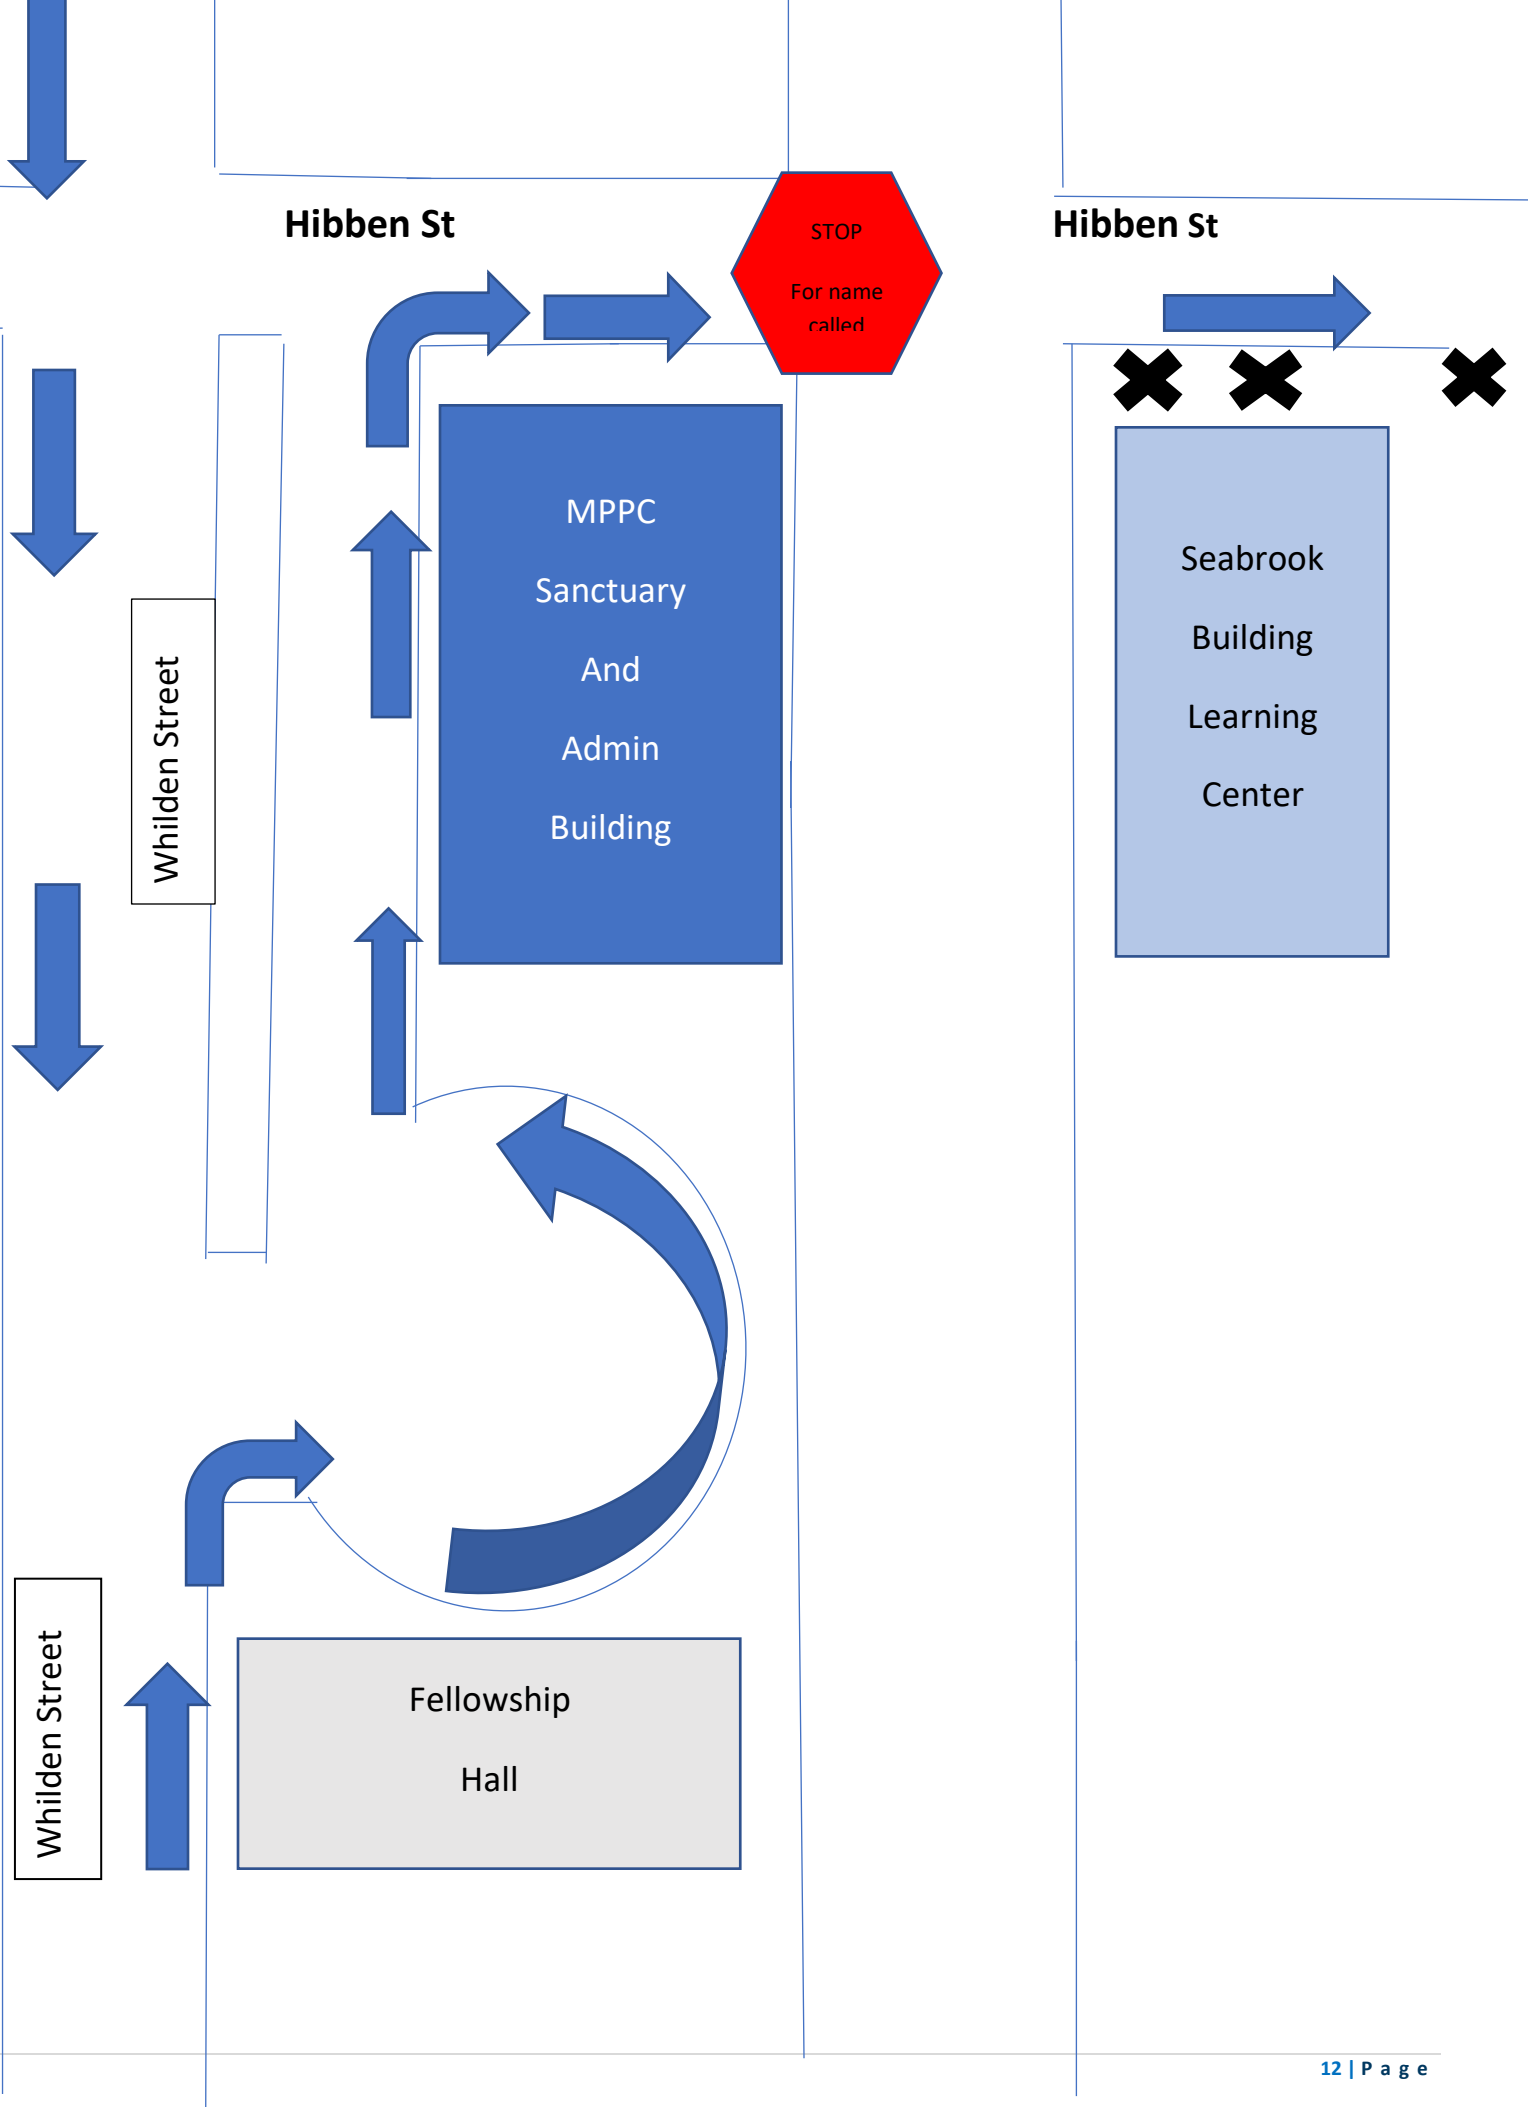 Hibben St
STOP
For name
called
Hibben St
MPPC
Sanctuary
And
Admin
Building
Seabrook
Building
Learning
Center
Whilden Street
Whilden Street
Fellowship
Hall
12 | P a g e